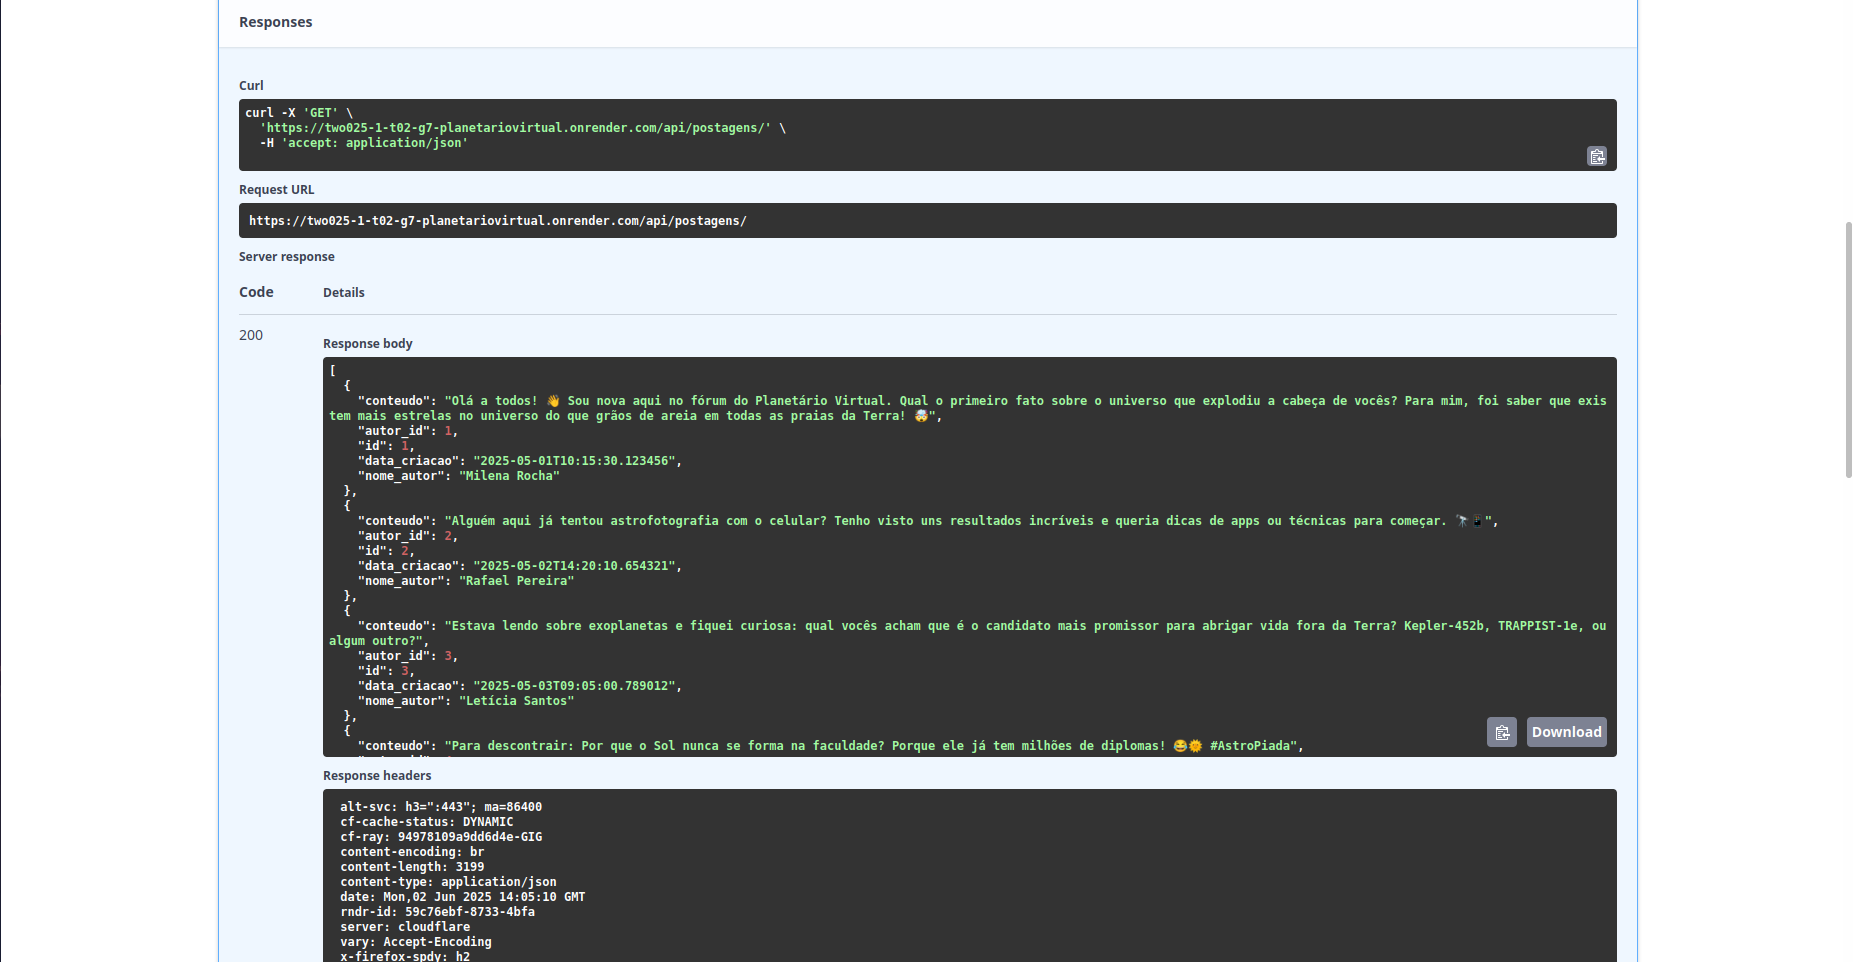 Responses
Curl
curl -X 'GET' \
  'https://two025-1-t02-g7-planetariovirtual.onrender.com/api/postagens/' \
  -H 'accept: application/json'
Request URL
https://two025-1-t02-g7-planetariovirtual.onrender.com/api/postagens/
Server response
Code Details
200
Response body
[
  {
    "conteudo": "Olá a todos! 👋 Sou nova aqui no fórum do Planetário Virtual. Qual o primeiro fato sobre o universo que explodiu a cabeça de vocês? Para mim, foi saber que exis
tem mais estrelas no universo do que grãos de areia em todas as praias da Terra! 🤯",
    "autor_id": 1,
    "id": 1,
    "data_criacao": "2025-05-01T10:15:30.123456",
    "nome_autor": "Milena Rocha"
  },
  {
    "conteudo": "Alguém aqui já tentou astrofotografia com o celular? Tenho visto uns resultados incríveis e queria dicas de apps ou técnicas para começar. 🔭📱",
    "autor_id": 2,
    "id": 2,
    "data_criacao": "2025-05-02T14:20:10.654321",
    "nome_autor": "Rafael Pereira"
  },
  {
    "conteudo": "Estava lendo sobre exoplanetas e fiquei curiosa: qual vocês acham que é o candidato mais promissor para abrigar vida fora da Terra? Kepler-452b, TRAPPIST-1e, ou
algum outro?",
    "autor_id": 3,
    "id": 3,
    "data_criacao": "2025-05-03T09:05:00.789012",
    "nome_autor": "Letícia Santos"
  },
  {
    "conteudo": "Para descontrair: Por que o Sol nunca se forma na faculdade? Porque ele já tem milhões de diplomas! 😂🌞 #AstroPiada",
Download
Response headers
alt-svc: h3=":443"; ma=86400
cf-cache-status: DYNAMIC
cf-ray: 94978109a9dd6d4e-GIG
content-encoding: br
content-length: 3199
content-type: application/json
date: Mon,02 Jun 2025 14:05:10 GMT
rndr-id: 59c76ebf-8733-4bfa
server: cloudflare
vary: Accept-Encoding
x-firefox-spdy: h2